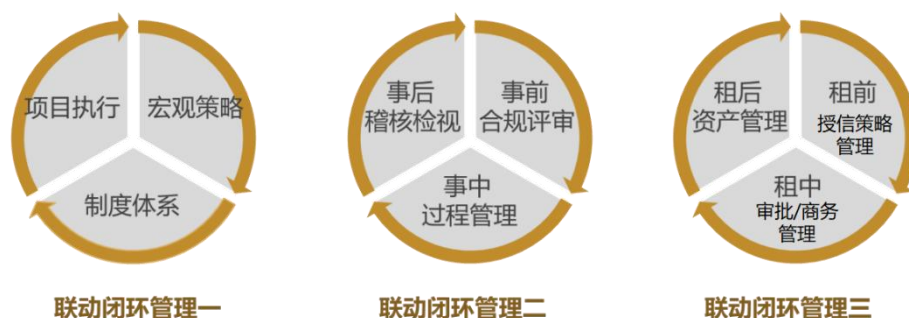 项目执行
宏观策略
制度体系
联动闭环管理一
事后
稽核检视
事前
合规评审
事中
过程管理
联动闭环管理二
租后
资产管理
租前
授信策略
管理
租中
审批/商务
管理
联动闭环管理三